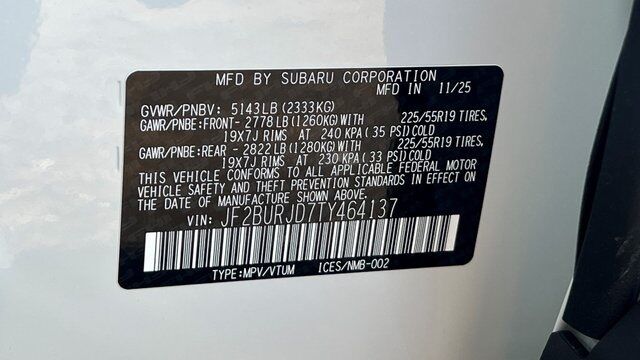 MFD BY SUBARU CORPORATION
MFD IN 11/25
GVWR/PNBV: 5143LB (2333KG)
GAWR/PNBE:FRONT- 2778 LB (1260KG) WITH 225/55R19 TIRES,
19X7J RIMS AT 240 KPA (35 PSI) COLD
GAWR/PNBE:REAR - 2822 LB (1280KG) WITH 225/55R19 TIRES,
19X7J RIMS AT 230 KPA (33 PSI) COLD
THIS VEHICLE CONFORMS TO ALL APPLICABLE FEDERAL MOTOR
VEHICLE SAFETY AND THEFT PREVENTION STANDARDS IN EFFECT ON
THE DATE OF MANUFACTURE SHOWN ABOVE.
VIN: JF2BURJD7TY464137
TYPE:MPV/VTUM ICES/NMB-002